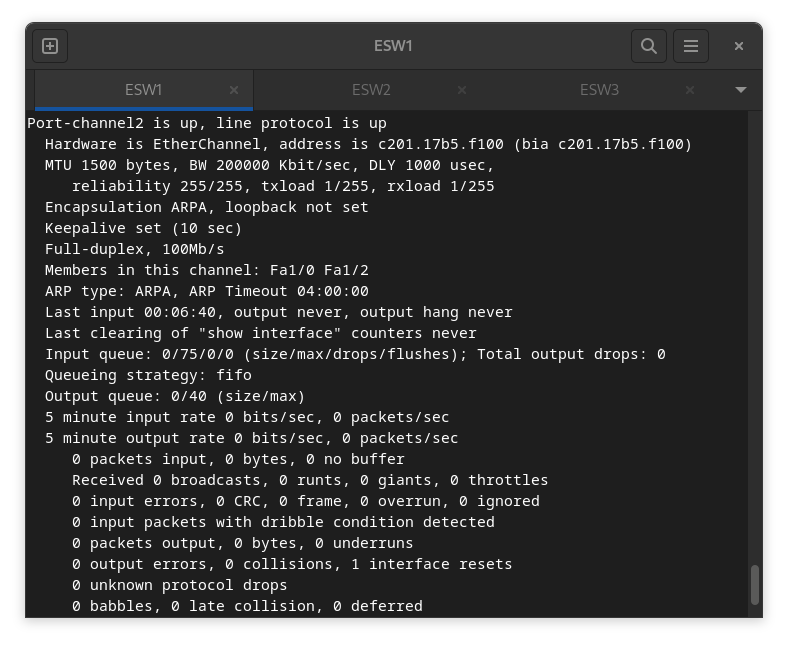 ESW1
ESW1
ESW2
ESW3
Port-channel2 is up, line protocol is up
Hardware is EtherChannel, address is c201.17b5.f100 (bia c201.17b5.f100)
MTU 1500 bytes, BW 200000 Kbit/sec, DLY 1000 usec,
reliability 255/255, txload 1/255, rxload 1/255
Encapsulation ARPA, loopback not set
Keepalive set (10 sec)
Full-duplex, 100Mb/s
Members in this channel: Fa1/0 Fa1/2
ARP type: ARPA, ARP Timeout 04:00:00
Last input 00:06:40, output never, output hang never
Last clearing of "show interface" counters never
Input queue: 0/75/0/0 (size/max/drops/flushes); Total output drops: 0
Queueing strategy: fifo
Output queue: 0/40 (size/max)
5 minute input rate 0 bits/sec, 0 packets/sec
5 minute output rate 0 bits/sec, 0 packets/sec
0 packets input, 0 bytes, 0 no buffer
Received 0 broadcasts, 0 runts, 0 giants, 0 throttles
0 input errors, 0 CRC, 0 frame, 0 overrun, 0 ignored
0 input packets with dribble condition detected
0 packets output, 0 bytes, 0 underruns
0 output errors, 0 collisions, 1 interface resets
0 unknown protocol drops
0 babbles, 0 late collision, 0 deferred